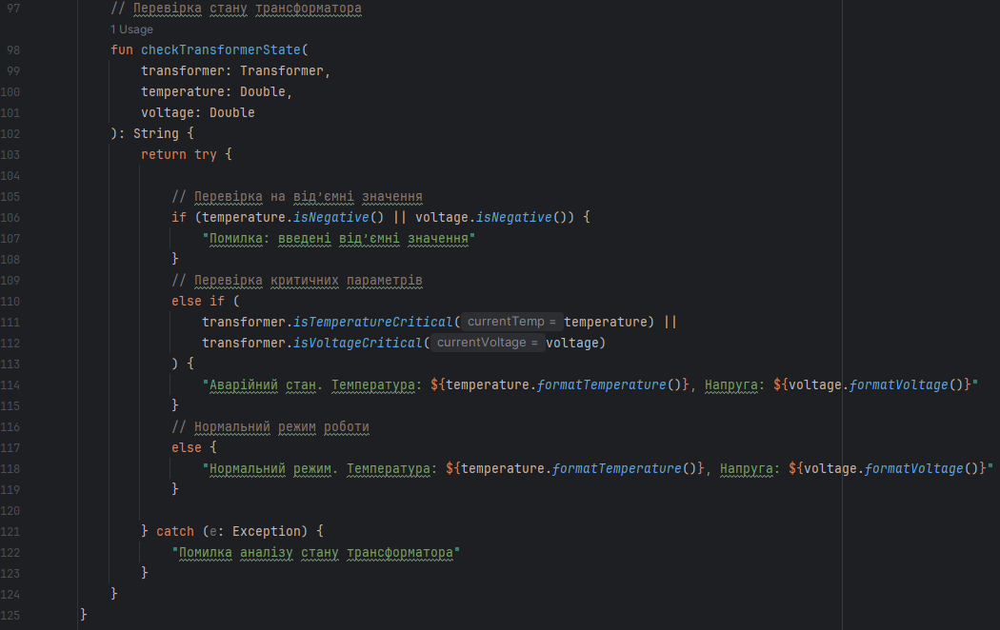 97 // Перевірка стану трансформатора
1 Usage
98 fun checkTransformerState(
99 transformer: Transformer,
100 temperature: Double,
101 voltage: Double
102 ): String {
103 return try {
104
105 // Перевірка на відʼємні значення
106 if (temperature.isNegative() || voltage.isNegative()) {
107 "Помилка: введені відʼємні значення"
108 }
109 // Перевірка критичних параметрів
110 else if (
111 transformer.isTemperatureCritical( currentTemp = temperature) ||
112 transformer.isVoltageCritical( currentVoltage = voltage)
113 ) {
114 "Аварійний стан. Температура: ${temperature.formatTemperature()}, Напруга: ${voltage.formatVoltage()}"
115 }
116 // Нормальний режим роботи
117 else {
118 "Нормальний режим. Температура: ${temperature.formatTemperature()}, Напруга: ${voltage.formatVoltage()}"
119 }
120
121 } catch (e: Exception) {
122 "Помилка аналізу стану трансформатора"
123 }
124 }
125 }